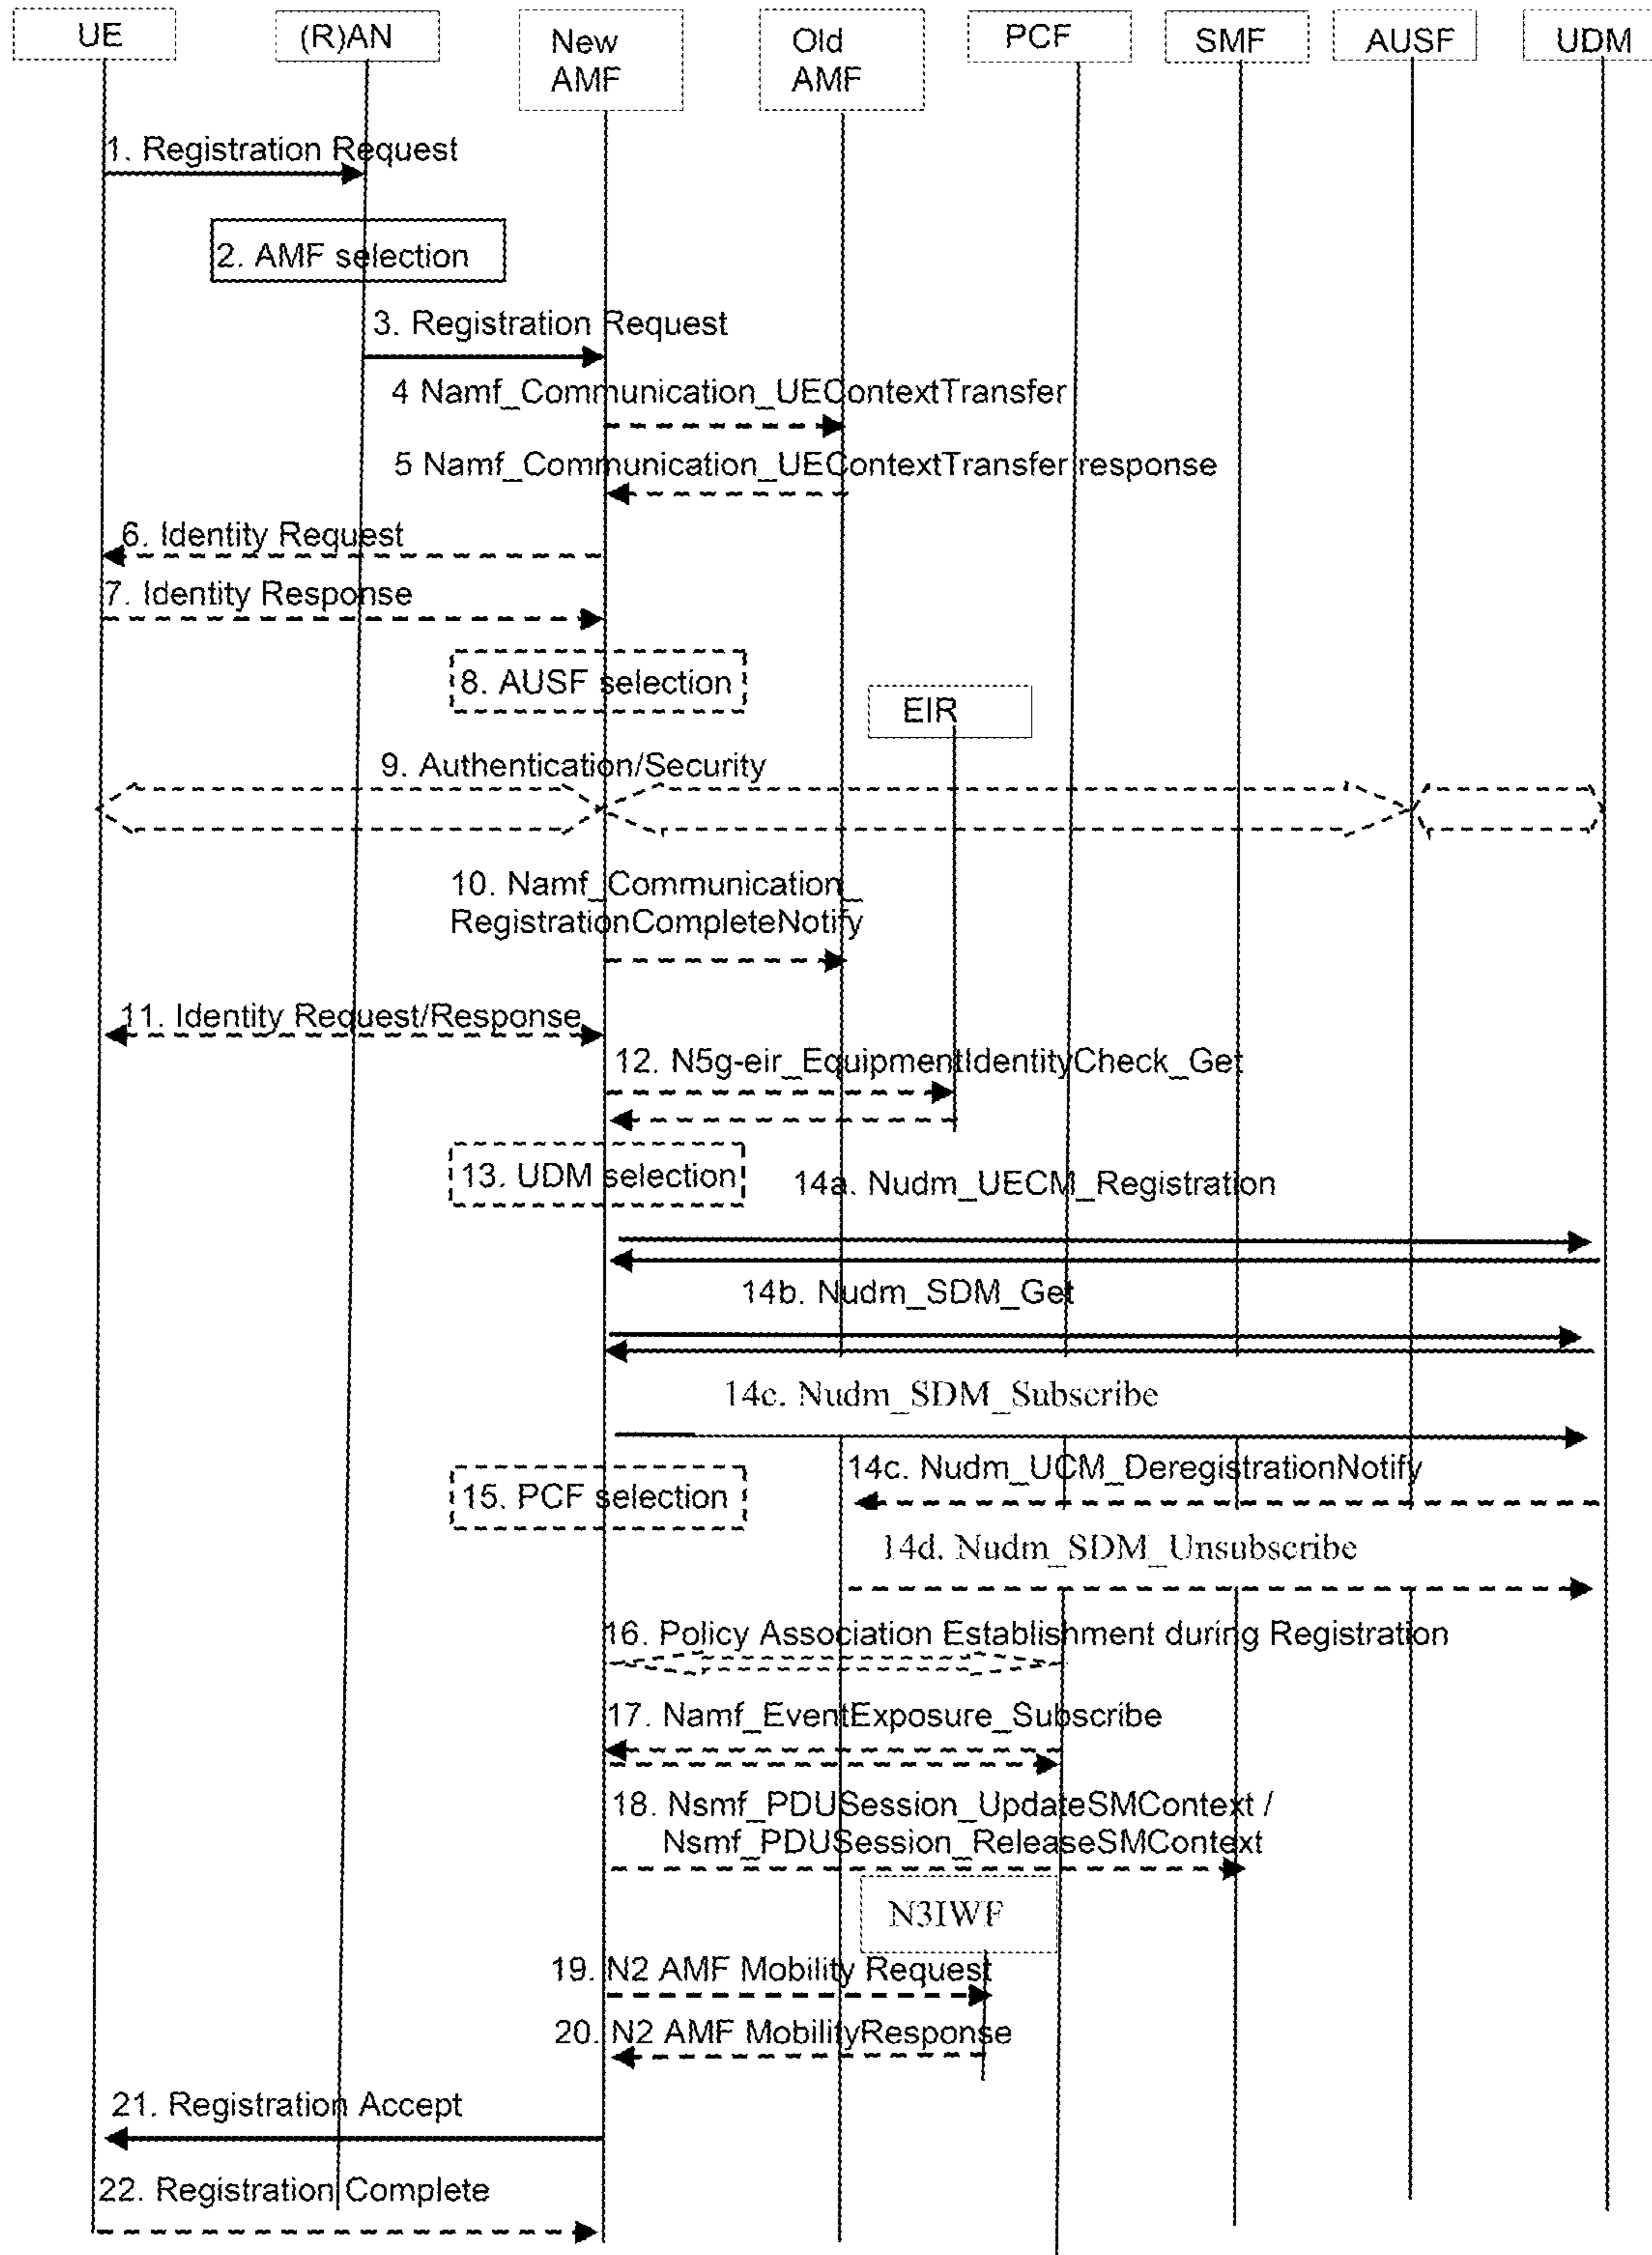 UE
(R)AN
New
AMF
Old
AMF
PCF
SMF
AUSF
UDM
1. Registration Request
2. AMF selection
3. Registration Request
4 Namf_Communication_UEContextTransfer
5 Namf_Communication_UEContextTransfer response
6. Identity Request
7. Identity Response
8. AUSF selection
EIR
9. Authentication/Security
10. Namf_Communication_
RegistrationCompleteNotify
11. Identity Request/Response
12. N5g-eir_EquipmentIdentityCheck_Get
13. UDM selection
14a. Nudm_UECM_Registration
14b. Nudm_SDM_Get
14c. Nudm_SDM_Subscribe
14c. Nudm_UCM_DeregistrationNotify
15. PCF selection
14d. Nudm_SDM_Unsubscribe
16. Policy Association Establishment during Registration
17. Namf_EventExposure_Subscribe
18. Nsmf_PDUSession_UpdateSMContext /
Nsmf_PDUSession_ReleaseSMContext
N3IWF
19. N2 AMF Mobility Request
20. N2 AMF MobilityResponse
21. Registration Accept
22. Registration Complete